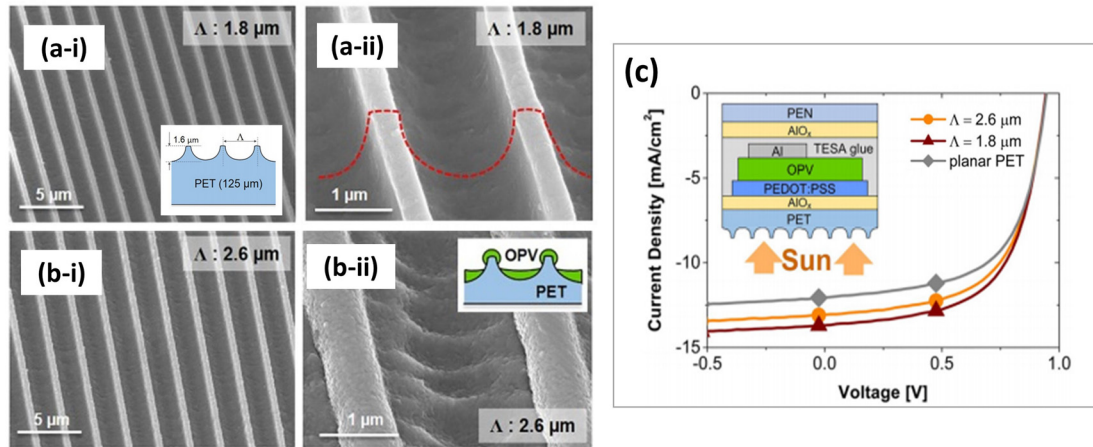 (a-i)
Λ : 1.8 μm
1.6 μm
Λ
PET (125 μm)
5 μm
(a-ii)
Λ : 1.8 μm
1 μm
(b-i)
Λ : 2.6 μm
5 μm
(b-ii)
OPV
PET
1 μm
Λ : 2.6 μm
(c)
0
-5
-10
-15
Current Density [mA/cm²]
-0.5
0.0
0.5
1.0
Voltage [V]
Λ = 2.6 μm
Λ = 1.8 μm
planar PET
PEN
AlOₓ
Al
TESA glue
OPV
PEDOT:PSS
AlOₓ
PET
Sun